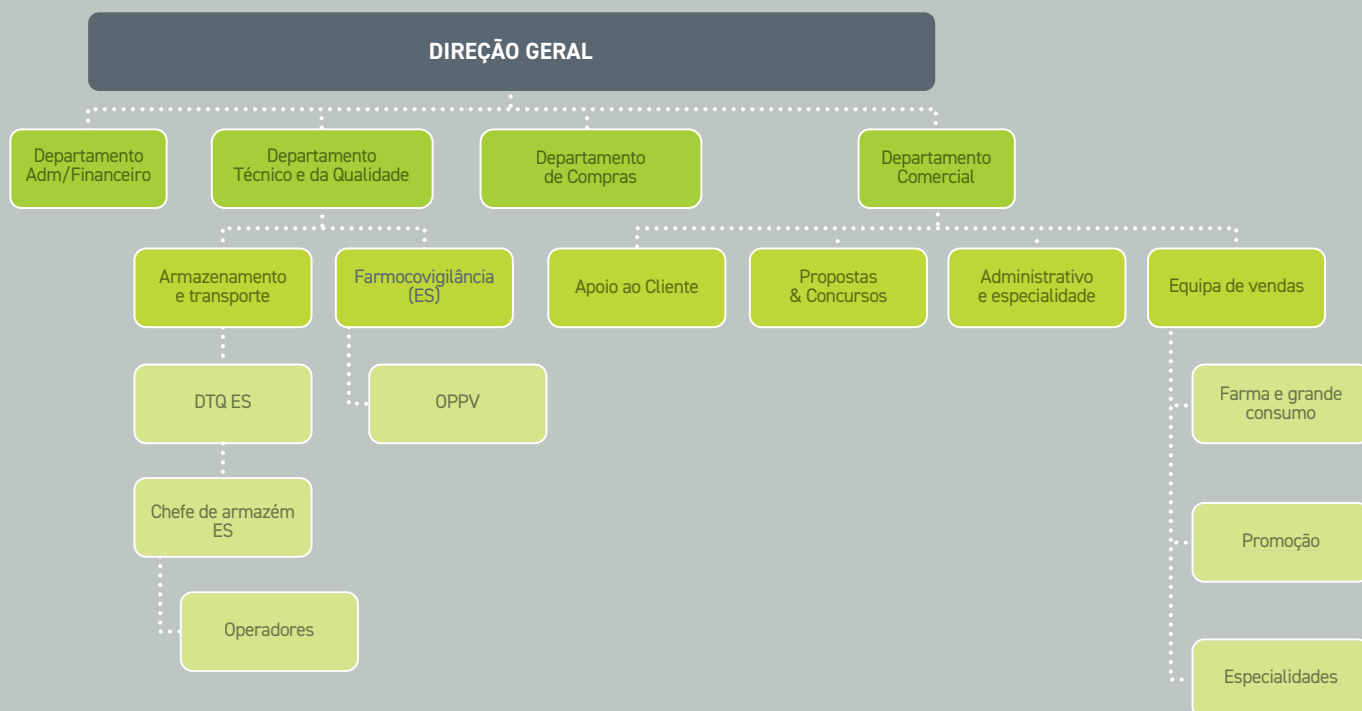 DIREÇÃO GERAL
Departamento
Adm/Financeiro
Departamento
Técnico e da Qualidade
Departamento
de Compras
Departamento
Comercial
Armazenamento
e transporte
Farmocovigilância
(ES)
Apoio ao Cliente
Propostas
& Concursos
Administrativo
e especialidade
Equipa de vendas
DTQ ES
OPPV
Farma e grande
consumo
Chefe de armazém
ES
Promoção
Operadores
Especialidades